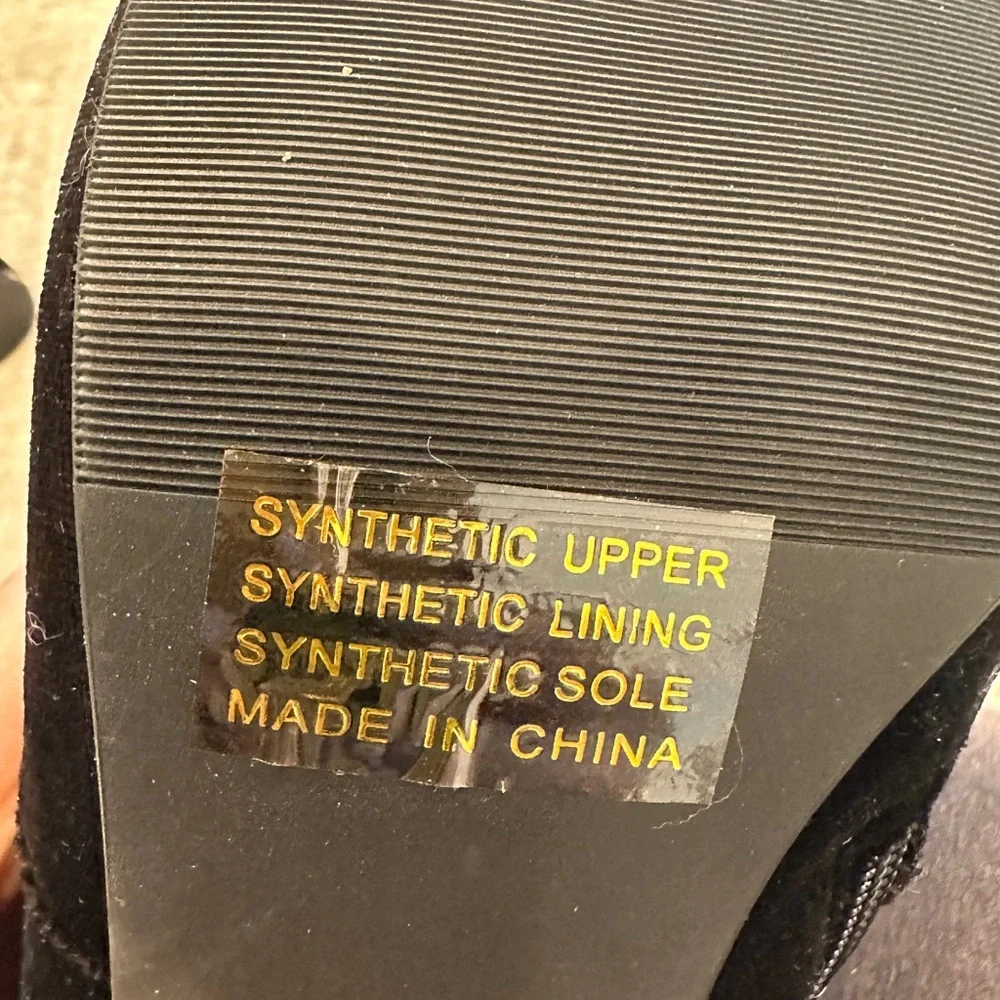 SYNTHETIC UPPER
SYNTHETIC LINING
SYNTHETIC SOLE
MADE IN CHINA